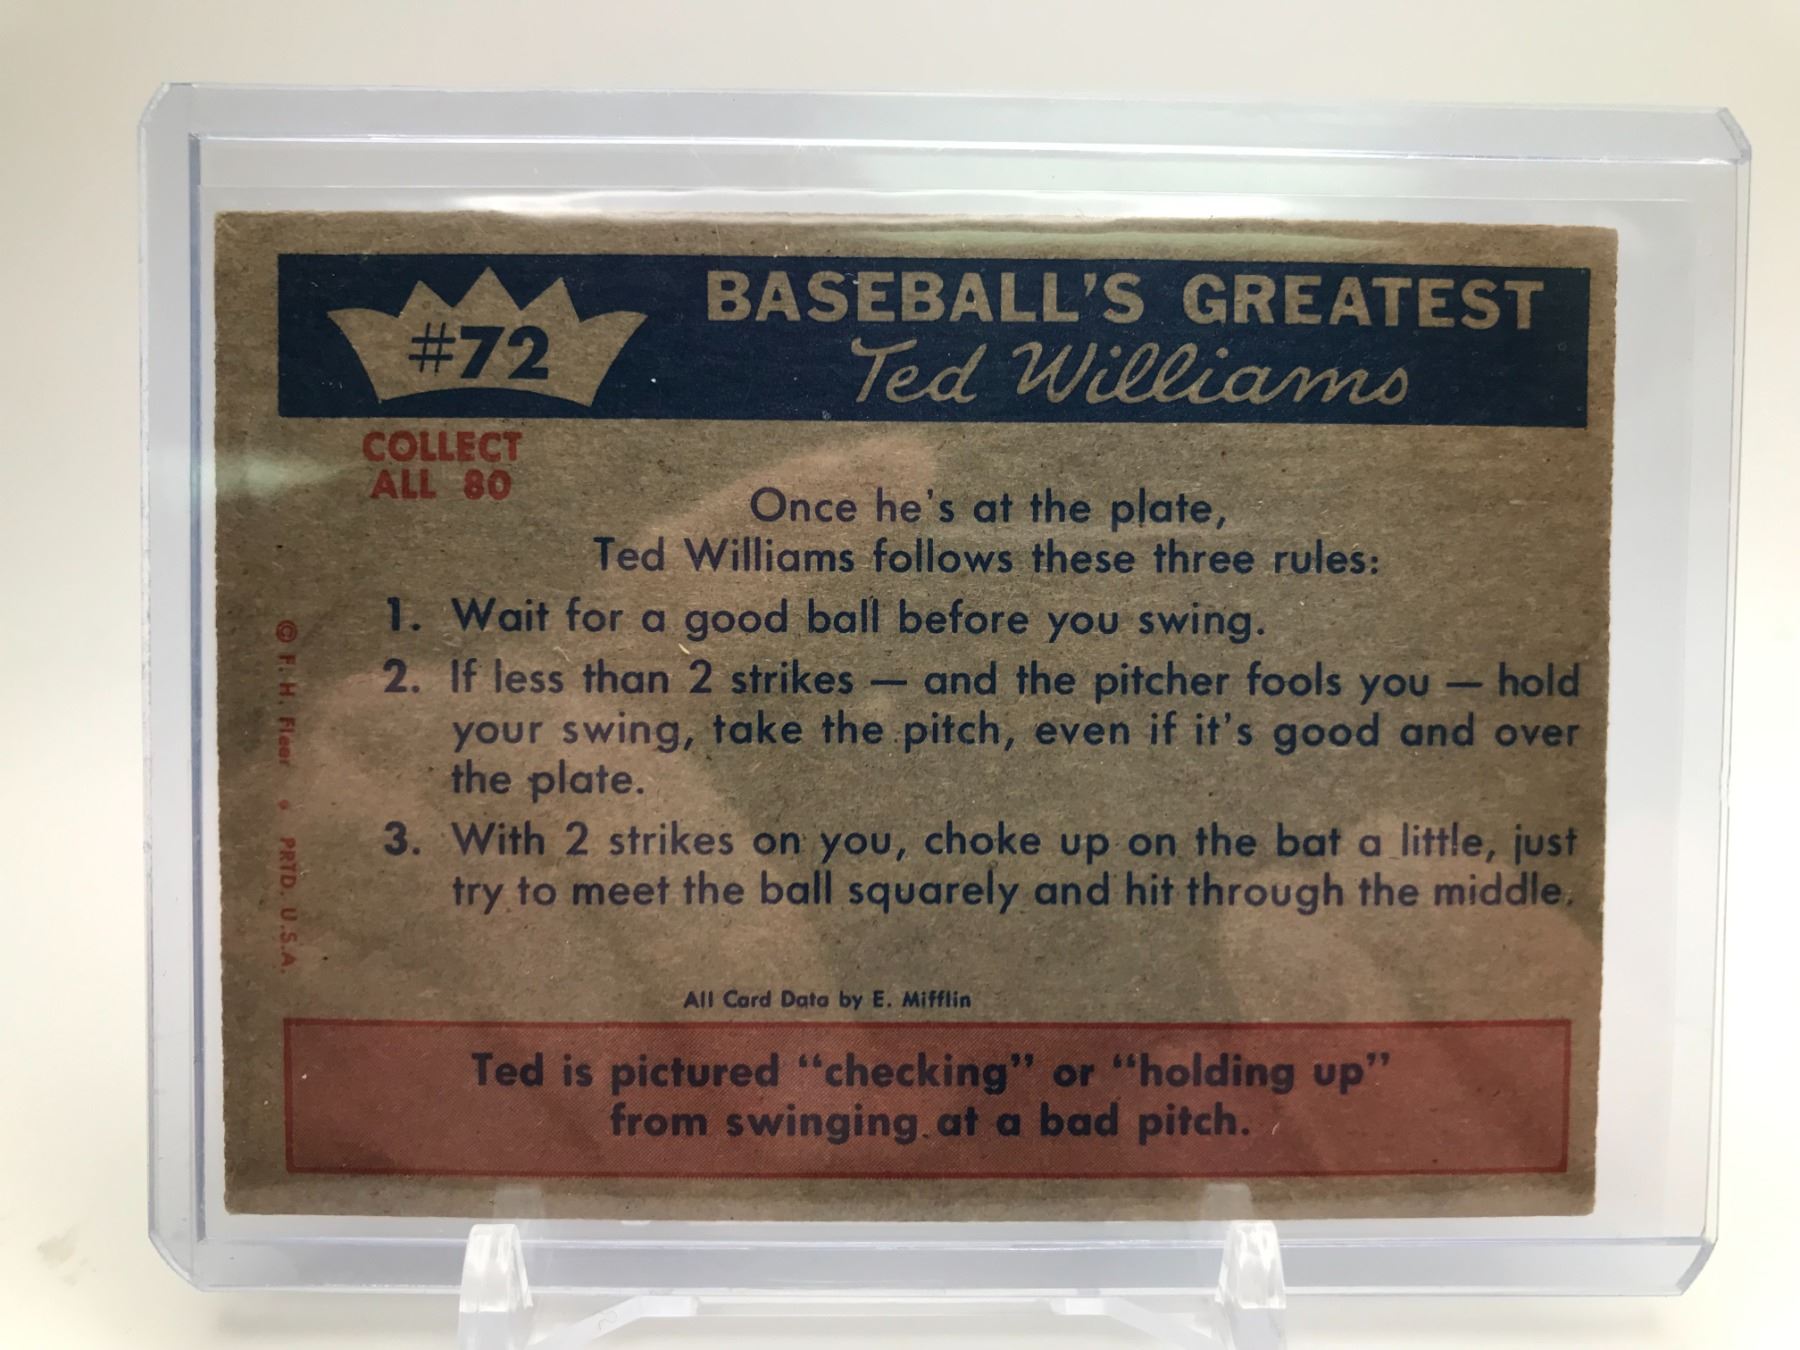 #72
BASEBALL'S GREATEST
Ted Williams
COLLECT
ALL 80
Once he's at the plate,
Ted Williams follows these three rules:
1. Wait for a good ball before you swing.
2. If less than 2 strikes — and the pitcher fools you — hold
your swing, take the pitch, even if it's good and over
the plate.
3. With 2 strikes on you, choke up on the bat a little, just
try to meet the ball squarely and hit through the middle.
© F. H. Fleer • PRTD. U.S.A.
All Card Data by E. Mifflin
Ted is pictured “checking” or “holding up”
from swinging at a bad pitch.